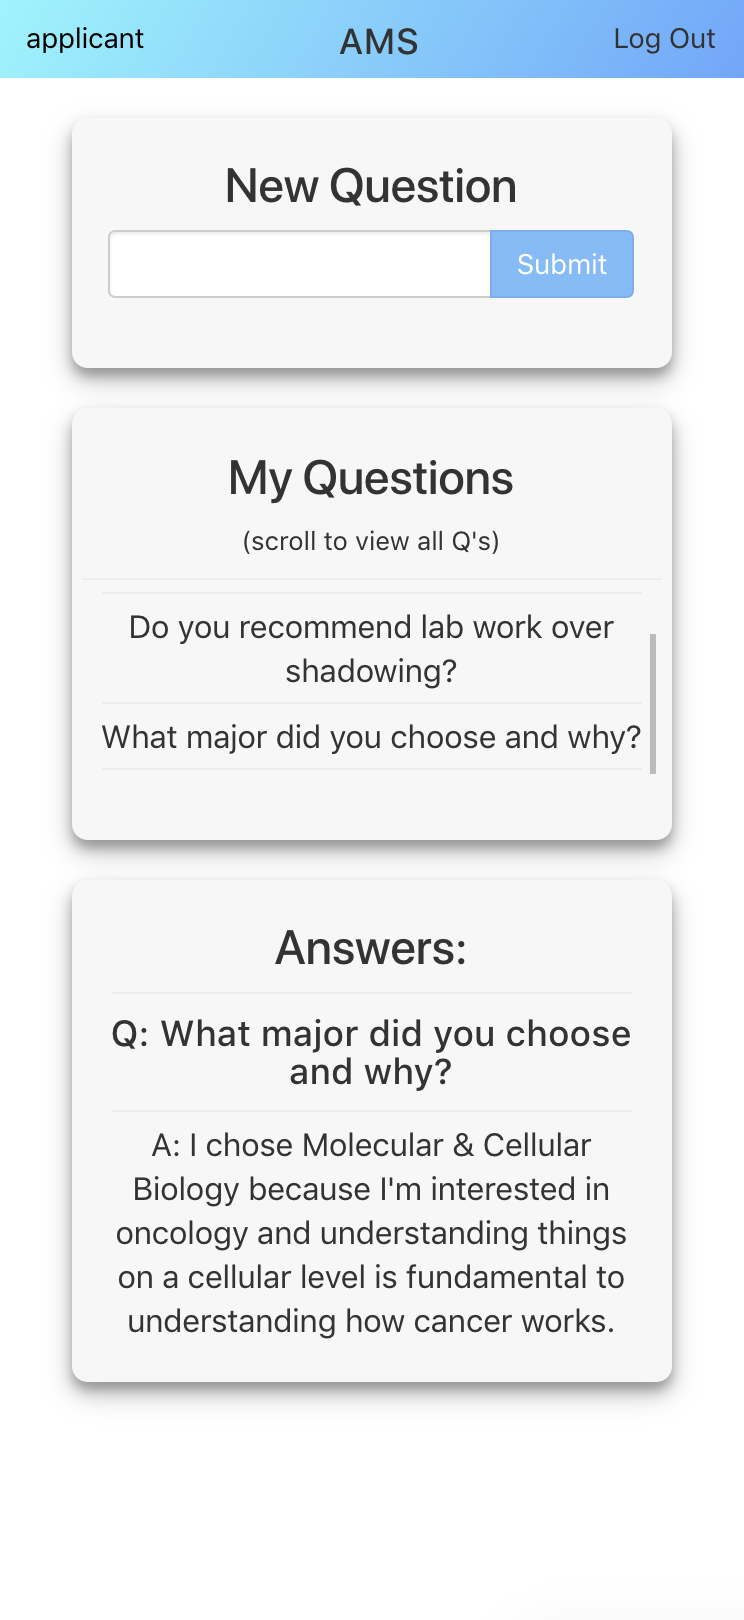 applicant
AMS
Log Out
New Question
Submit
My Questions
(scroll to view all Q's)
Do you recommend lab work over
shadowing?
What major did you choose and why?
Answers:
Q: What major did you choose
and why?
A: I chose Molecular & Cellular
Biology because I'm interested in
oncology and understanding things
on a cellular level is fundamental to
understanding how cancer works.